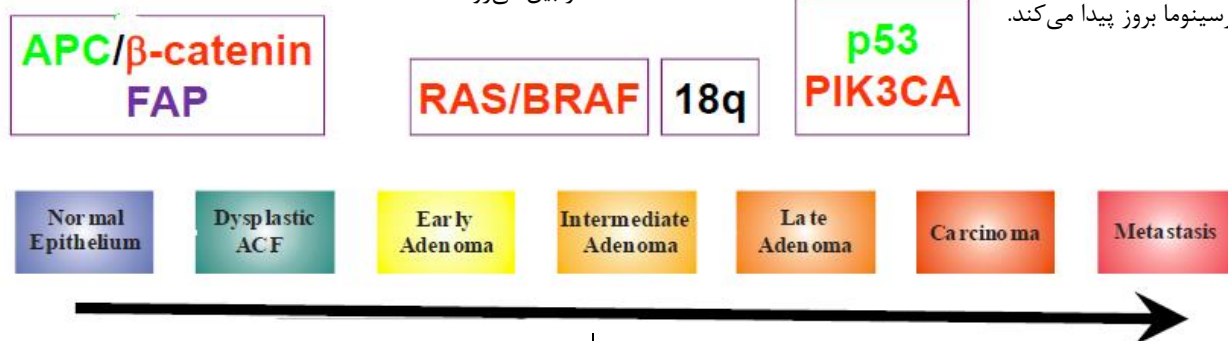 بروز پیدا می‌کند.
APC/β-catenin
FAP
RAS/BRAF
18q
p53
PIK3CA
Normal
Epithelium
Dysplastic
ACF
Early
Adenoma
Intermediate
Adenoma
Late
Adenoma
Carcinoma
Metastasis